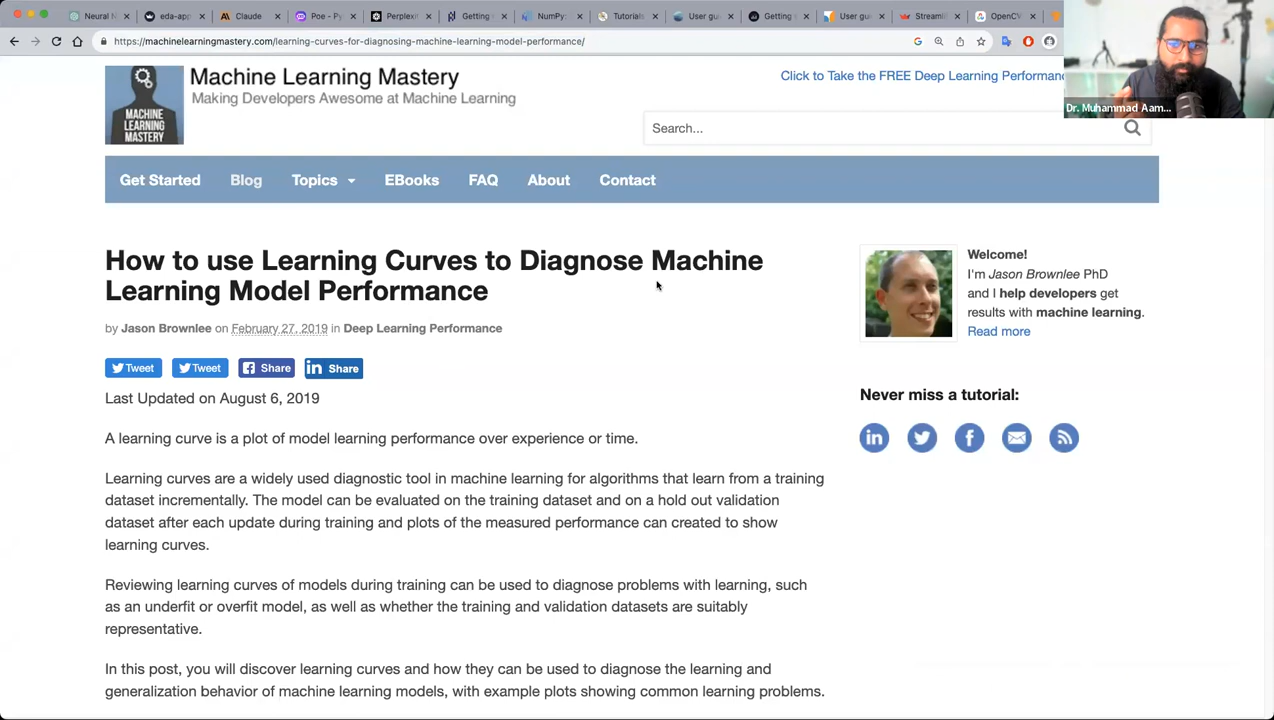 Neural N
eda-app
Claude
Poe - Py
Perplexi
Getting
NumPy:
Tutorials
User gu
Getting
User gu
Streamli
OpenCV
https://machinelearningmastery.com/learning-curves-for-diagnosing-machine-learning-model-performance/
MACHINE
LEARNING
MASTERY
Machine Learning Mastery
Making Developers Awesome at Machine Learning
Click to Take the FREE Deep Learning Performanc
Dr. Muhammad Aam...
Search...
Get Started Blog Topics EBooks FAQ About Contact
How to use Learning Curves to Diagnose Machine
Learning Model Performance
by Jason Brownlee on February 27, 2019 in Deep Learning Performance
Tweet Tweet Share Share
Last Updated on August 6, 2019
A learning curve is a plot of model learning performance over experience or time.
Learning curves are a widely used diagnostic tool in machine learning for algorithms that learn from a training
dataset incrementally. The model can be evaluated on the training dataset and on a hold out validation
dataset after each update during training and plots of the measured performance can created to show
learning curves.
Reviewing learning curves of models during training can be used to diagnose problems with learning, such
as an underfit or overfit model, as well as whether the training and validation datasets are suitably
representative.
In this post, you will discover learning curves and how they can be used to diagnose the learning and
generalization behavior of machine learning models, with example plots showing common learning problems.
Welcome!
I'm Jason Brownlee PhD
and I help developers get
results with machine learning.
Read more
Never miss a tutorial: